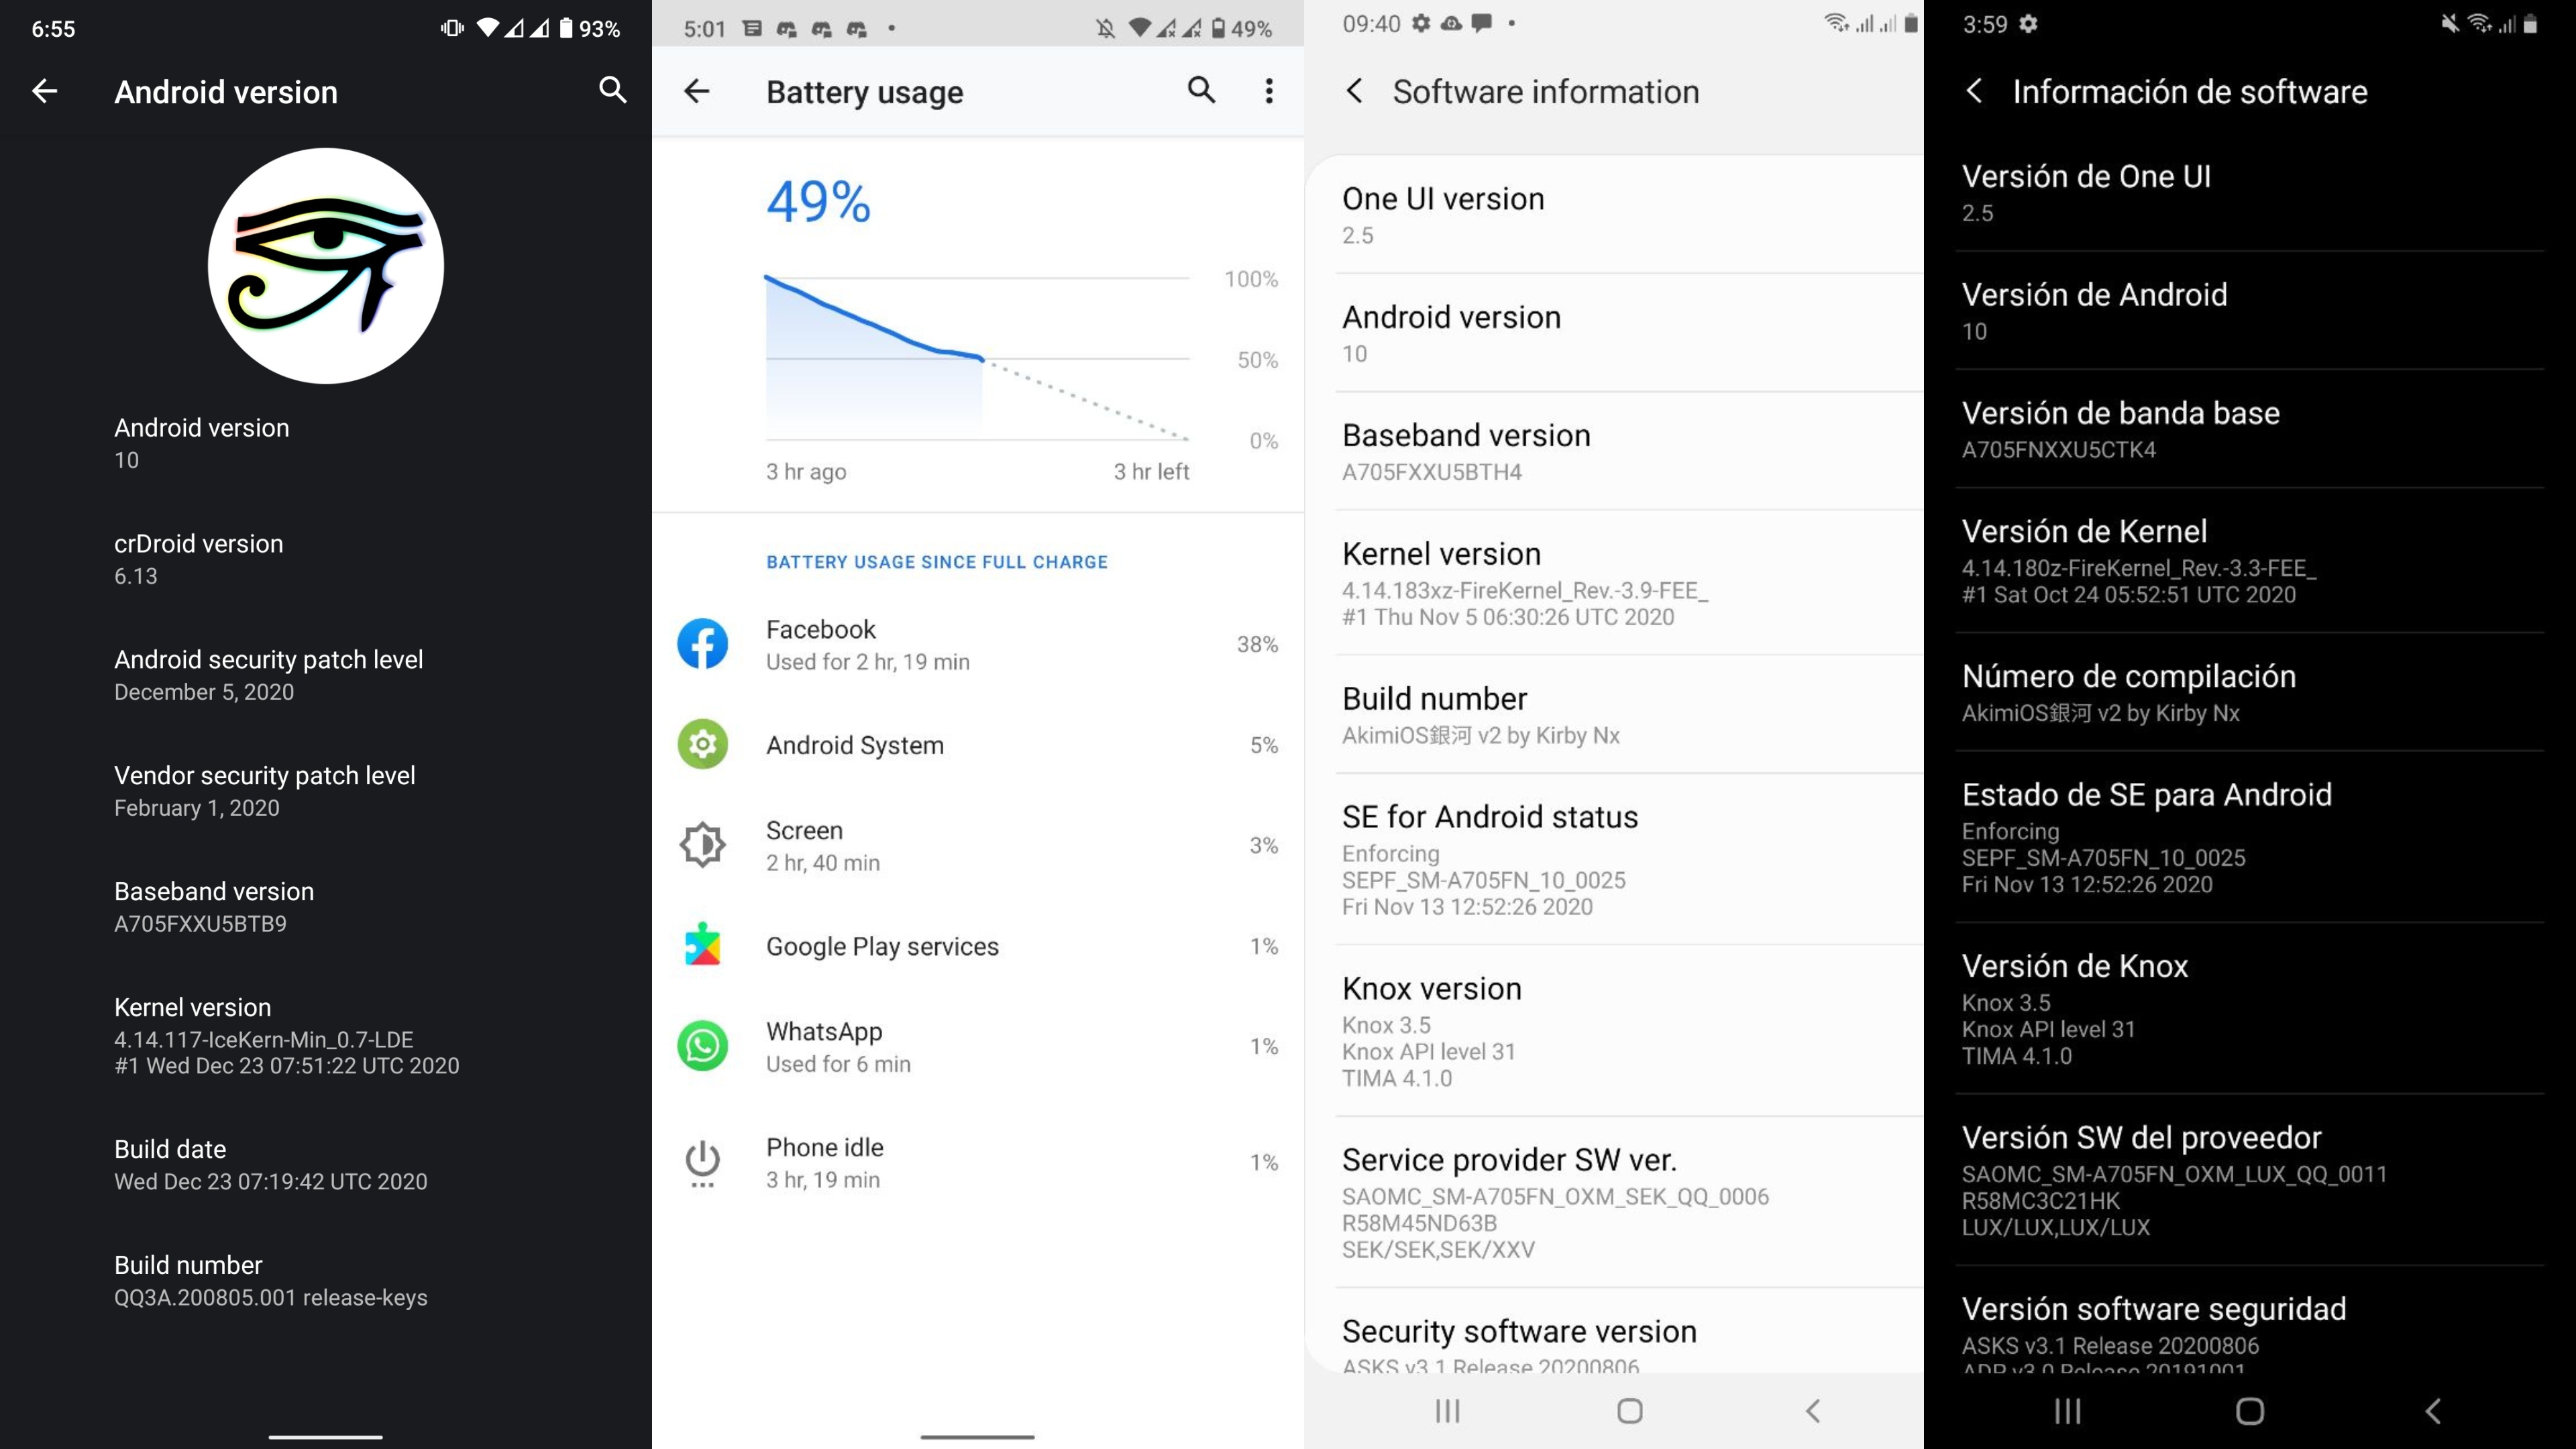 6:55
93%
Android version
Android version
10
crDroid version
6.13
Android security patch level
December 5, 2020
Vendor security patch level
February 1, 2020
Baseband version
A705FXXU5BTB9
Kernel version
4.14.117-IceKern-Min_0.7-LDE
#1 Wed Dec 23 07:51:22 UTC 2020
Build date
Wed Dec 23 07:19:42 UTC 2020
Build number
QQ3A.200805.001 release-keys
5:01
49%
Battery usage
49%
100%
50%
0%
3 hr ago
3 hr left
BATTERY USAGE SINCE FULL CHARGE
Facebook
38%
Used for 2 hr, 19 min
Android System
5%
Screen
3%
2 hr, 40 min
Google Play services
1%
WhatsApp
1%
Used for 6 min
Phone idle
1%
3 hr, 19 min
09:40
Software information
One UI version
2.5
Android version
10
Baseband version
A705FXXU5BTH4
Kernel version
4.14.183xz-FireKernel_Rev.-3.9-FEE_
#1 Thu Nov 5 06:30:26 UTC 2020
Build number
AkimiOS銀河 v2 by Kirby Nx
SE for Android status
Enforcing
SEPF_SM-A705FN_10_0025
Fri Nov 13 12:52:26 2020
Knox version
Knox 3.5
Knox API level 31
TIMA 4.1.0
Service provider SW ver.
SAOMC_SM-A705FN_OXM_SEK_QQ_0006
R58M45ND63B
SEK/SEK,SEK/XXV
Security software version
ASKS v3.1 Release 20200806
3:59
Información de software
Versión de One UI
2.5
Versión de Android
10
Versión de banda base
A705FNXXU5CTK4
Versión de Kernel
4.14.180z-FireKernel_Rev.-3.3-FEE_
#1 Sat Oct 24 05:52:51 UTC 2020
Número de compilación
AkimiOS銀河 v2 by Kirby Nx
Estado de SE para Android
Enforcing
SEPF_SM-A705FN_10_0025
Fri Nov 13 12:52:26 2020
Versión de Knox
Knox 3.5
Knox API level 31
TIMA 4.1.0
Versión SW del proveedor
SAOMC_SM-A705FN_OXM_LUX_QQ_0011
R58MC3C21HK
LUX/LUX,LUX/LUX
Versión software seguridad
ASKS v3.1 Release 20200806
ADP v3.0 Release 20191001